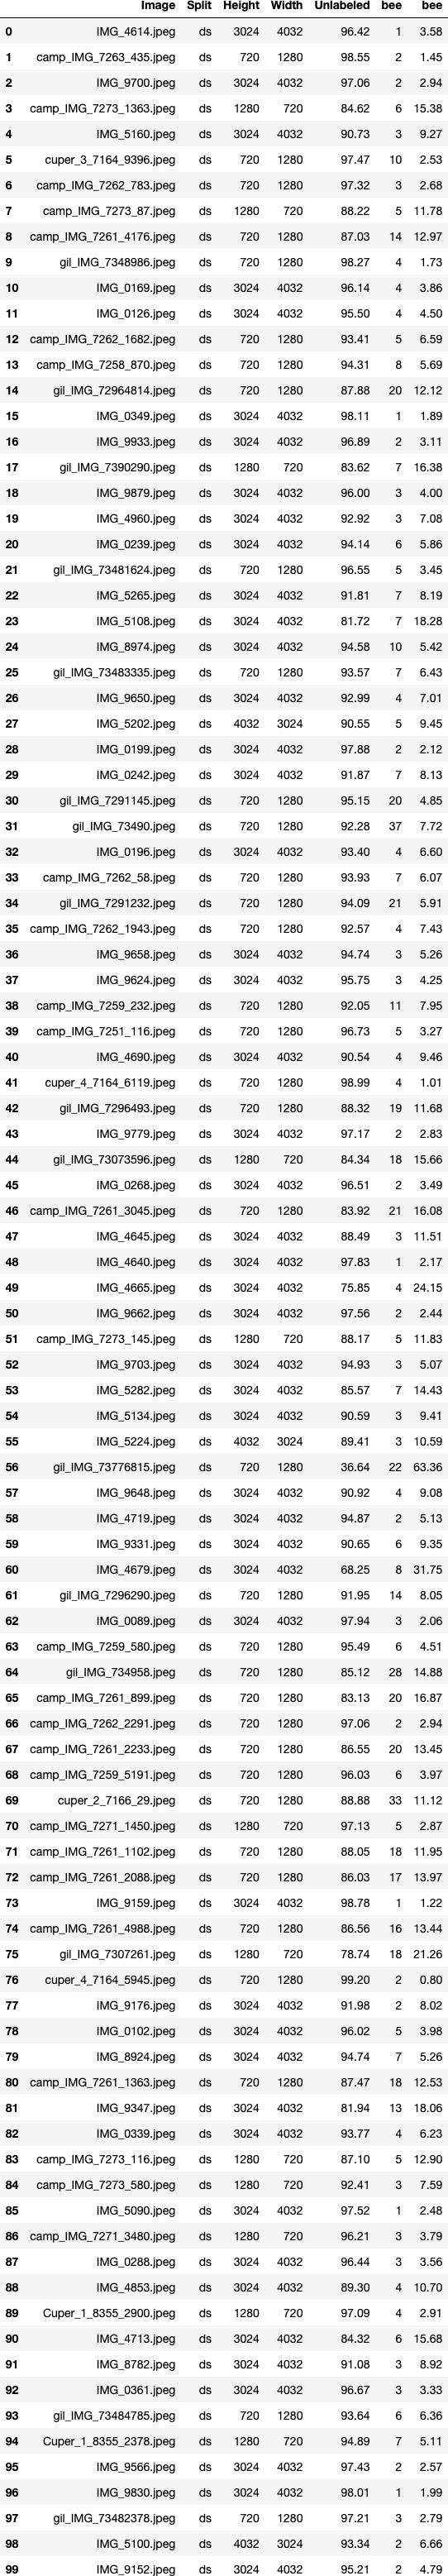 Image Split Height Width Unlabeled bee bee
0 IMG_4614.jpeg ds 3024 4032 96.42 1 3.58
1 camp_IMG_7263_435.jpeg ds 720 1280 98.55 2 1.45
2 IMG_9700.jpeg ds 3024 4032 97.06 2 2.94
3 camp_IMG_7273_1363.jpeg ds 1280 720 84.62 6 15.38
4 IMG_5160.jpeg ds 3024 4032 90.73 3 9.27
5 cuper_3_7164_9396.jpeg ds 720 1280 97.47 10 2.53
6 camp_IMG_7262_783.jpeg ds 720 1280 97.32 3 2.68
7 camp_IMG_7273_87.jpeg ds 1280 720 88.22 5 11.78
8 camp_IMG_7261_4176.jpeg ds 720 1280 87.03 14 12.97
9 gil_IMG_7348986.jpeg ds 720 1280 98.27 4 1.73
10 IMG_0169.jpeg ds 3024 4032 96.14 4 3.86
11 IMG_0126.jpeg ds 3024 4032 95.50 4 4.50
12 camp_IMG_7262_1682.jpeg ds 720 1280 93.41 5 6.59
13 camp_IMG_7258_870.jpeg ds 720 1280 94.31 8 5.69
14 gil_IMG_72964814.jpeg ds 720 1280 87.88 20 12.12
15 IMG_0349.jpeg ds 3024 4032 98.11 1 1.89
16 IMG_9933.jpeg ds 3024 4032 96.89 2 3.11
17 gil_IMG_7390290.jpeg ds 1280 720 83.62 7 16.38
18 IMG_9879.jpeg ds 3024 4032 96.00 3 4.00
19 IMG_4960.jpeg ds 3024 4032 92.92 3 7.08
20 IMG_0239.jpeg ds 3024 4032 94.14 6 5.86
21 gil_IMG_73481624.jpeg ds 720 1280 96.55 5 3.45
22 IMG_5265.jpeg ds 3024 4032 91.81 7 8.19
23 IMG_5108.jpeg ds 3024 4032 81.72 7 18.28
24 IMG_8974.jpeg ds 3024 4032 94.58 10 5.42
25 gil_IMG_73483335.jpeg ds 720 1280 93.57 7 6.43
26 IMG_9650.jpeg ds 3024 4032 92.99 4 7.01
27 IMG_5202.jpeg ds 4032 3024 90.55 5 9.45
28 IMG_0199.jpeg ds 3024 4032 97.88 2 2.12
29 IMG_0242.jpeg ds 3024 4032 91.87 7 8.13
30 gil_IMG_7291145.jpeg ds 720 1280 95.15 20 4.85
31 gil_IMG_73490.jpeg ds 720 1280 92.28 37 7.72
32 IMG_0196.jpeg ds 3024 4032 93.40 4 6.60
33 camp_IMG_7262_58.jpeg ds 720 1280 93.93 7 6.07
34 gil_IMG_7291232.jpeg ds 720 1280 94.09 21 5.91
35 camp_IMG_7262_1943.jpeg ds 720 1280 92.57 4 7.43
36 IMG_9658.jpeg ds 3024 4032 94.74 3 5.26
37 IMG_9624.jpeg ds 3024 4032 95.75 3 4.25
38 camp_IMG_7259_232.jpeg ds 720 1280 92.05 11 7.95
39 camp_IMG_7251_116.jpeg ds 720 1280 96.73 5 3.27
40 IMG_4690.jpeg ds 3024 4032 90.54 4 9.46
41 cuper_4_7164_6119.jpeg ds 720 1280 98.99 4 1.01
42 gil_IMG_7296493.jpeg ds 720 1280 88.32 19 11.68
43 IMG_9779.jpeg ds 3024 4032 97.17 2 2.83
44 gil_IMG_73073596.jpeg ds 1280 720 84.34 18 15.66
45 IMG_0268.jpeg ds 3024 4032 96.51 2 3.49
46 camp_IMG_7261_3045.jpeg ds 720 1280 83.92 21 16.08
47 IMG_4645.jpeg ds 3024 4032 88.49 3 11.51
48 IMG_4640.jpeg ds 3024 4032 97.83 1 2.17
49 IMG_4665.jpeg ds 3024 4032 75.85 4 24.15
50 IMG_9662.jpeg ds 3024 4032 97.56 2 2.44
51 camp_IMG_7273_145.jpeg ds 1280 720 88.17 5 11.83
52 IMG_9703.jpeg ds 3024 4032 94.93 3 5.07
53 IMG_5282.jpeg ds 3024 4032 85.57 7 14.43
54 IMG_5134.jpeg ds 3024 4032 90.59 3 9.41
55 IMG_5224.jpeg ds 4032 3024 89.41 3 10.59
56 gil_IMG_73776815.jpeg ds 720 1280 36.64 22 63.36
57 IMG_9648.jpeg ds 3024 4032 90.92 4 9.08
58 IMG_4719.jpeg ds 3024 4032 94.87 2 5.13
59 IMG_9331.jpeg ds 3024 4032 90.65 6 9.35
60 IMG_4679.jpeg ds 3024 4032 68.25 8 31.75
61 gil_IMG_7296290.jpeg ds 720 1280 91.95 14 8.05
62 IMG_0089.jpeg ds 3024 4032 97.94 3 2.06
63 camp_IMG_7259_580.jpeg ds 720 1280 95.49 6 4.51
64 gil_IMG_734958.jpeg ds 720 1280 85.12 28 14.88
65 camp_IMG_7261_899.jpeg ds 720 1280 83.13 20 16.87
66 camp_IMG_7262_2291.jpeg ds 720 1280 97.06 2 2.94
67 camp_IMG_7261_2233.jpeg ds 720 1280 86.55 20 13.45
68 camp_IMG_7259_5191.jpeg ds 720 1280 96.03 6 3.97
69 cuper_2_7166_29.jpeg ds 720 1280 88.88 33 11.12
70 camp_IMG_7271_1450.jpeg ds 1280 720 97.13 5 2.87
71 camp_IMG_7261_1102.jpeg ds 720 1280 88.05 18 11.95
72 camp_IMG_7261_2088.jpeg ds 720 1280 86.03 17 13.97
73 IMG_9159.jpeg ds 3024 4032 98.78 1 1.22
74 camp_IMG_7261_4988.jpeg ds 720 1280 86.56 16 13.44
75 gil_IMG_7307261.jpeg ds 1280 720 78.74 18 21.26
76 cuper_4_7164_5945.jpeg ds 720 1280 99.20 2 0.80
77 IMG_9176.jpeg ds 3024 4032 91.98 2 8.02
78 IMG_0102.jpeg ds 3024 4032 96.02 5 3.98
79 IMG_8924.jpeg ds 3024 4032 94.74 7 5.26
80 camp_IMG_7261_1363.jpeg ds 720 1280 87.47 18 12.53
81 IMG_9347.jpeg ds 3024 4032 81.94 13 18.06
82 IMG_0339.jpeg ds 3024 4032 93.77 4 6.23
83 camp_IMG_7273_116.jpeg ds 1280 720 87.10 5 12.90
84 camp_IMG_7273_580.jpeg ds 1280 720 92.41 3 7.59
85 IMG_5090.jpeg ds 3024 4032 97.52 1 2.48
86 camp_IMG_7271_3480.jpeg ds 1280 720 96.21 3 3.79
87 IMG_0288.jpeg ds 3024 4032 96.44 3 3.56
88 IMG_4853.jpeg ds 3024 4032 89.30 4 10.70
89 Cuper_1_8355_2900.jpeg ds 1280 720 97.09 4 2.91
90 IMG_4713.jpeg ds 3024 4032 84.32 6 15.68
91 IMG_8782.jpeg ds 3024 4032 91.08 3 8.92
92 IMG_0361.jpeg ds 3024 4032 96.67 3 3.33
93 gil_IMG_73484785.jpeg ds 720 1280 93.64 6 6.36
94 Cuper_1_8355_2378.jpeg ds 1280 720 94.89 7 5.11
95 IMG_9566.jpeg ds 3024 4032 97.43 2 2.57
96 IMG_9830.jpeg ds 3024 4032 98.01 1 1.99
97 gil_IMG_73482378.jpeg ds 720 1280 97.21 3 2.79
98 IMG_5100.jpeg ds 4032 3024 93.34 2 6.66
99 IMG_9152.jpeg ds 3024 4032 95.21 2 4.79